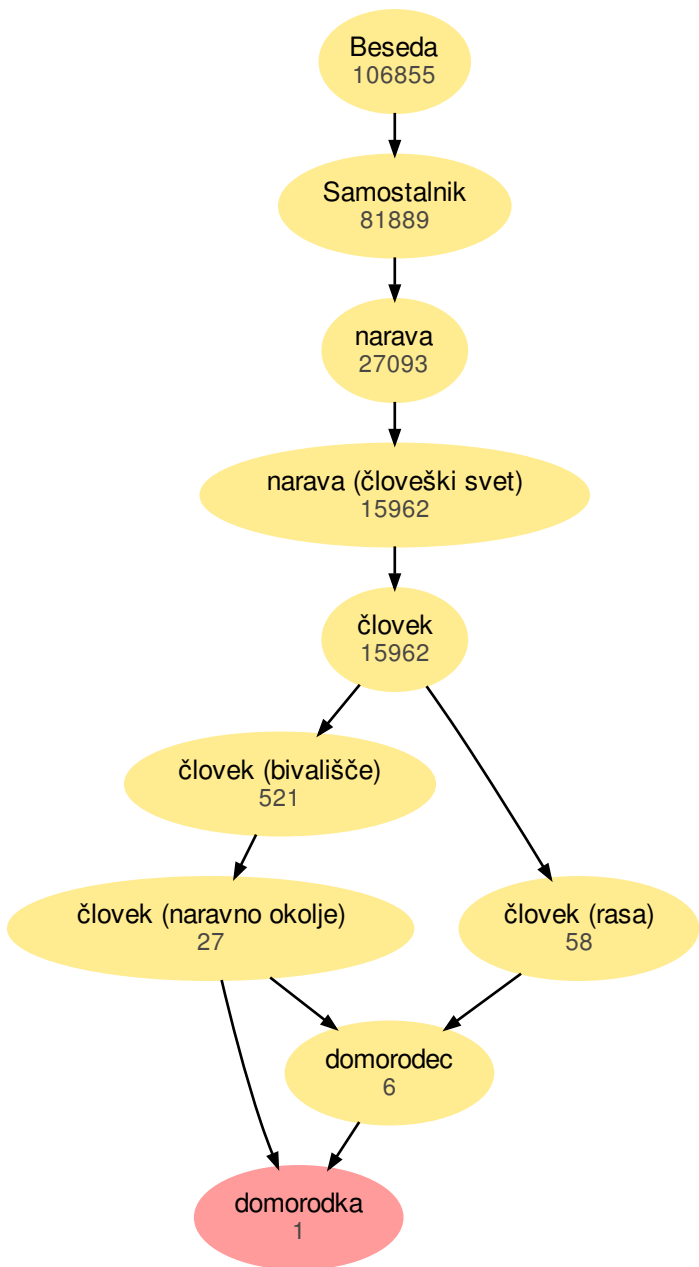 Beseda
106855
Samostalnik
81889
narava
27093
narava (človeški svet)
15962
človek
15962
človek (bivališče)
521
človek (naravno okolje)
27
človek (rasa)
58
domorodec
6
domorodka
1